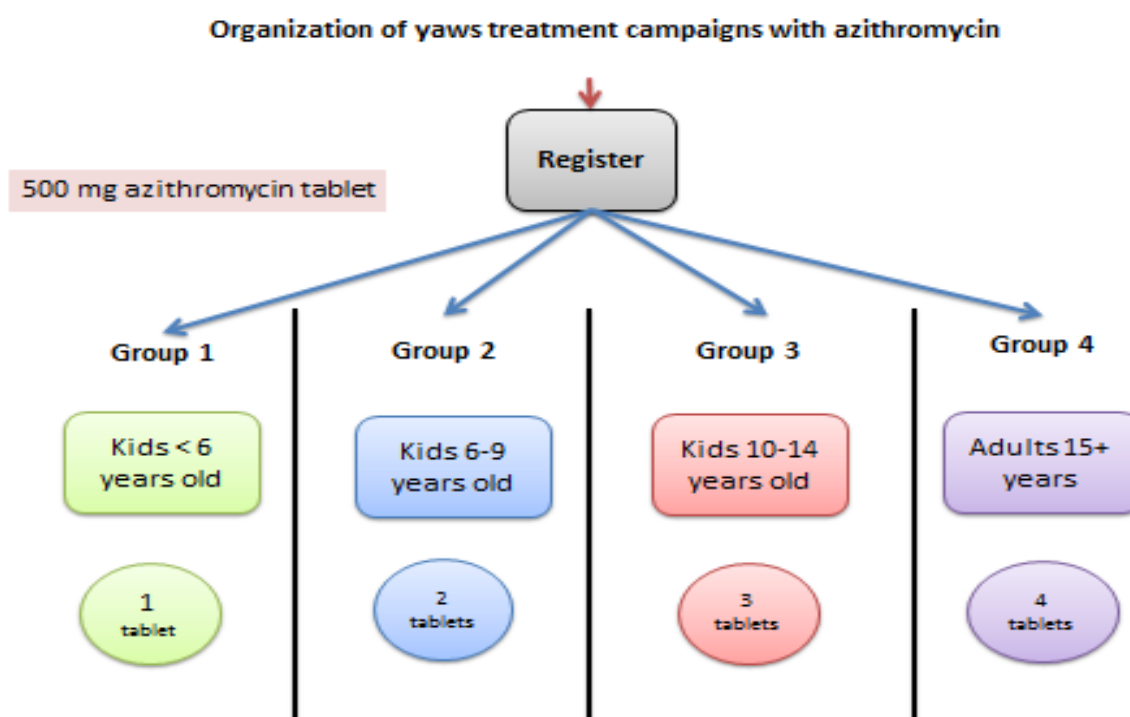 Organization of yaws treatment campaigns with azithromycin
Register
500 mg azithromycin tablet
Group 1
Group 2
Group 3
Group 4
Kids < 6
years old
Kids 6-9
years old
Kids 10-14
years old
Adults 15+
years
1
tablet
2
tablets
3
tablets
4
tablets